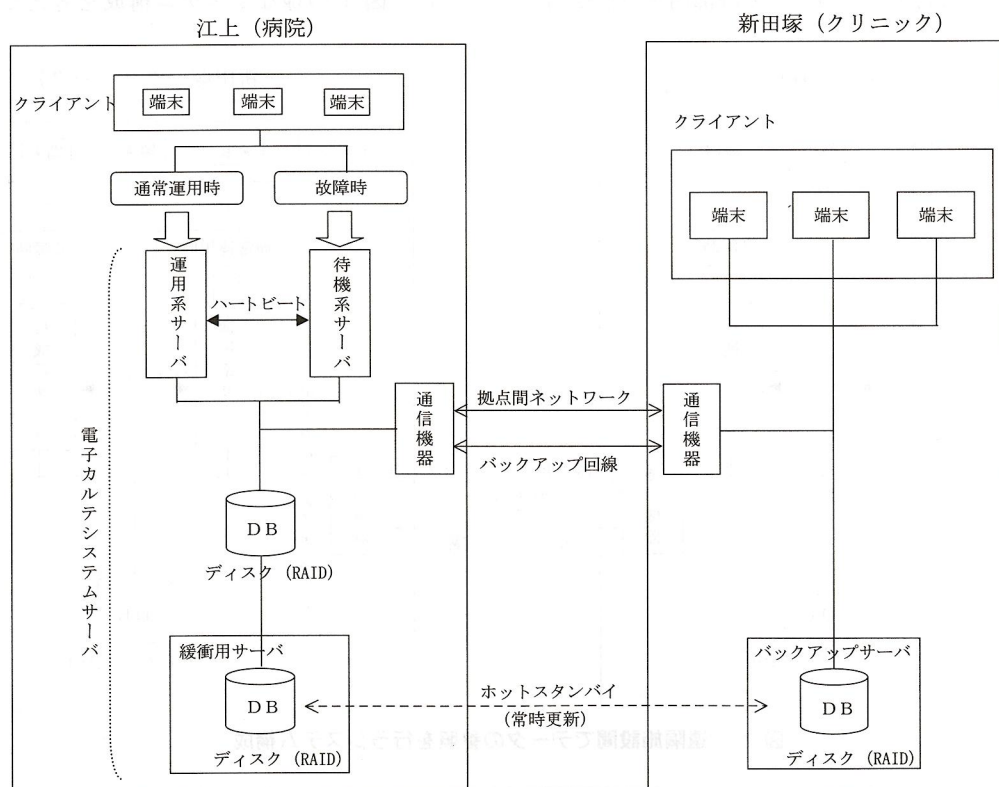 江上（病院）
クライアント
端末
端末
端末
通常運用時
故障時
運用系サーバ
ハートビート
待機系サーバ
電子カルテシステムサーバ
通信機器
ＤＢ
ディスク（RAID）
緩衝用サーバ
ＤＢ
ディスク（RAID）
拠点間ネットワーク
バックアップ回線
ホットスタンバイ
（常時更新）
新田塚（クリニック）
クライアント
端末
端末
端末
通信機器
バックアップサーバ
ＤＢ
ディスク（RAID）